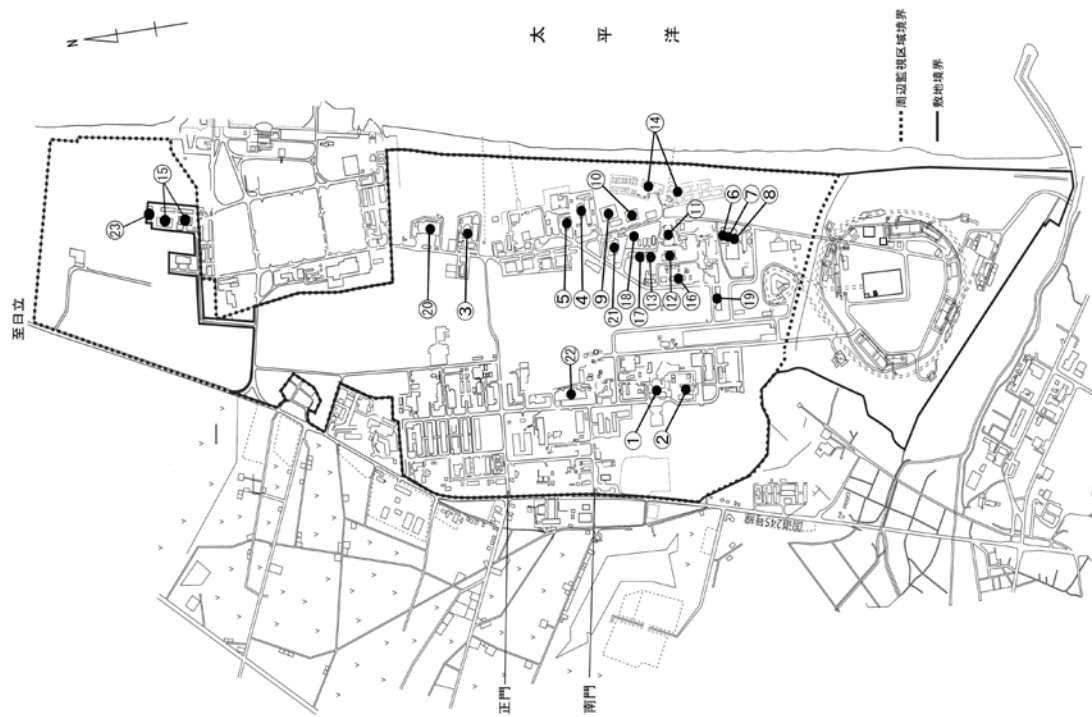 N
太平洋
至日立
周辺監視区域境界
敷地境界
㉓
⑮
⑭
⑳
③
⑤
④
⑨
⑩
㉑
⑱
⑰
⑬
⑪
⑫
⑯
⑥
⑦
⑧
⑲
㉒
①
②
国道245号線
正門
南門